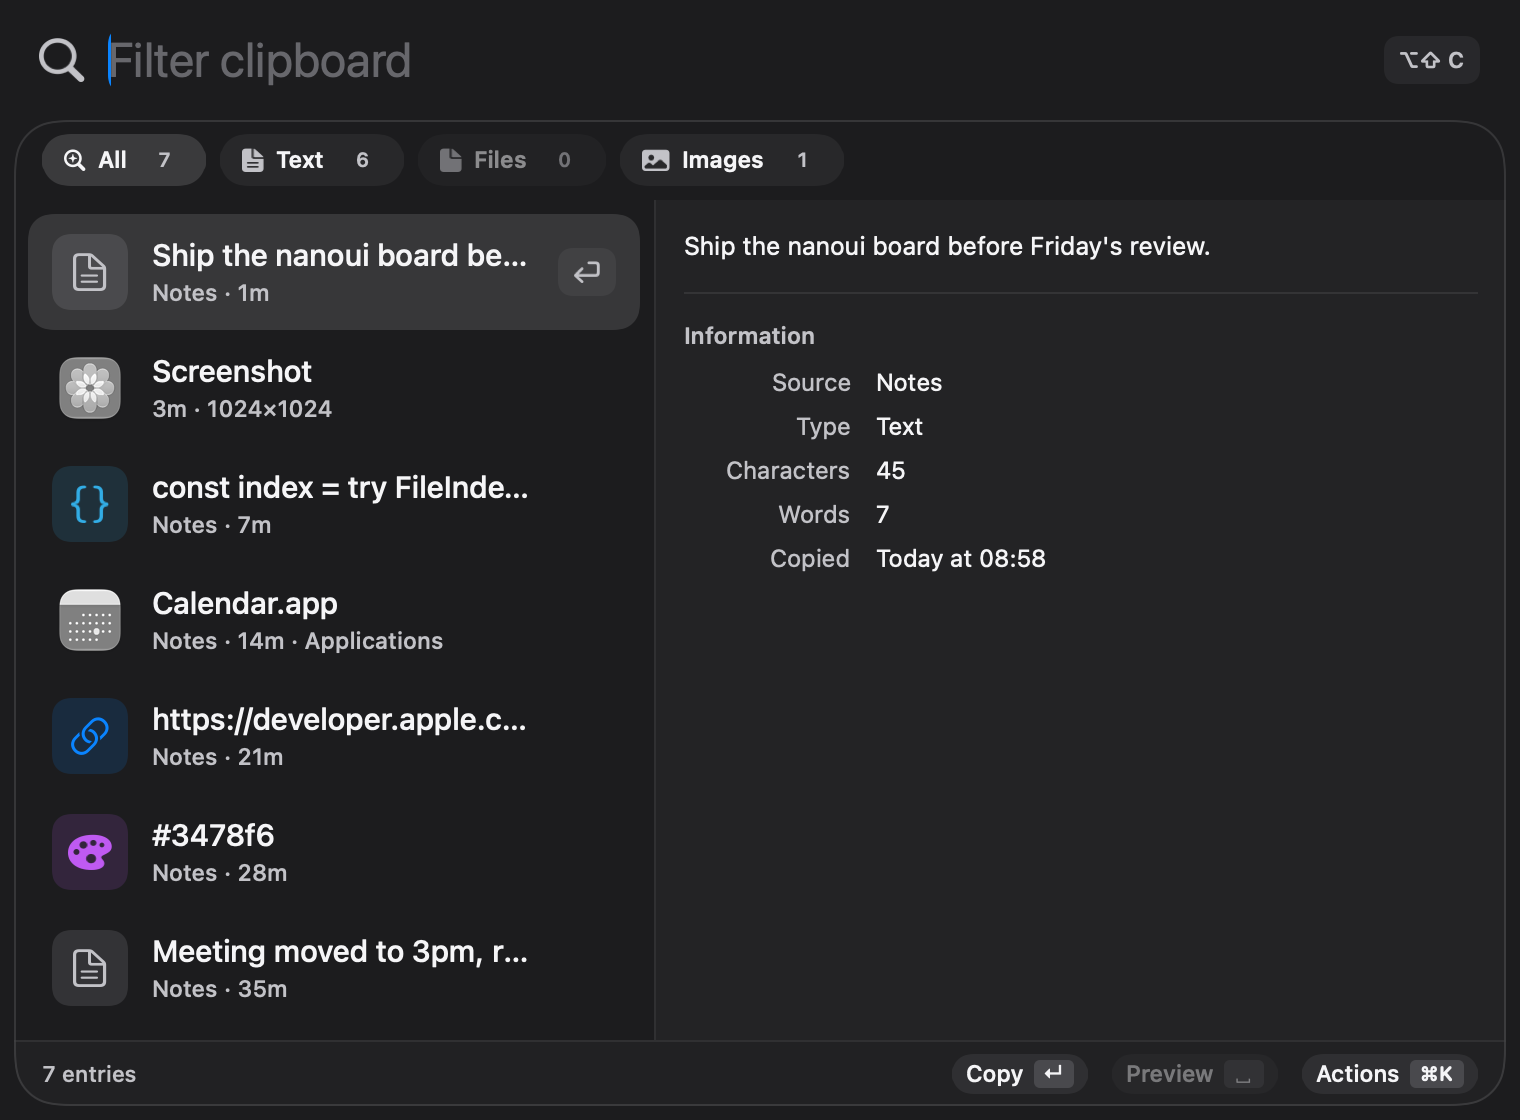 Filter clipboard
⌥⇧ C
All 7
Text 6
Files 0
Images 1
Ship the nanoui board be...
Notes · 1m
Screenshot
3m · 1024×1024
const index = try FileInde...
Notes · 7m
Calendar.app
Notes · 14m · Applications
https://developer.apple.c...
Notes · 21m
#3478f6
Notes · 28m
Meeting moved to 3pm, r...
Notes · 35m
Ship the nanoui board before Friday's review.
Information
Source Notes
Type Text
Characters 45
Words 7
Copied Today at 08:58
7 entries
Copy ↵
Preview ⎵
Actions ⌘K